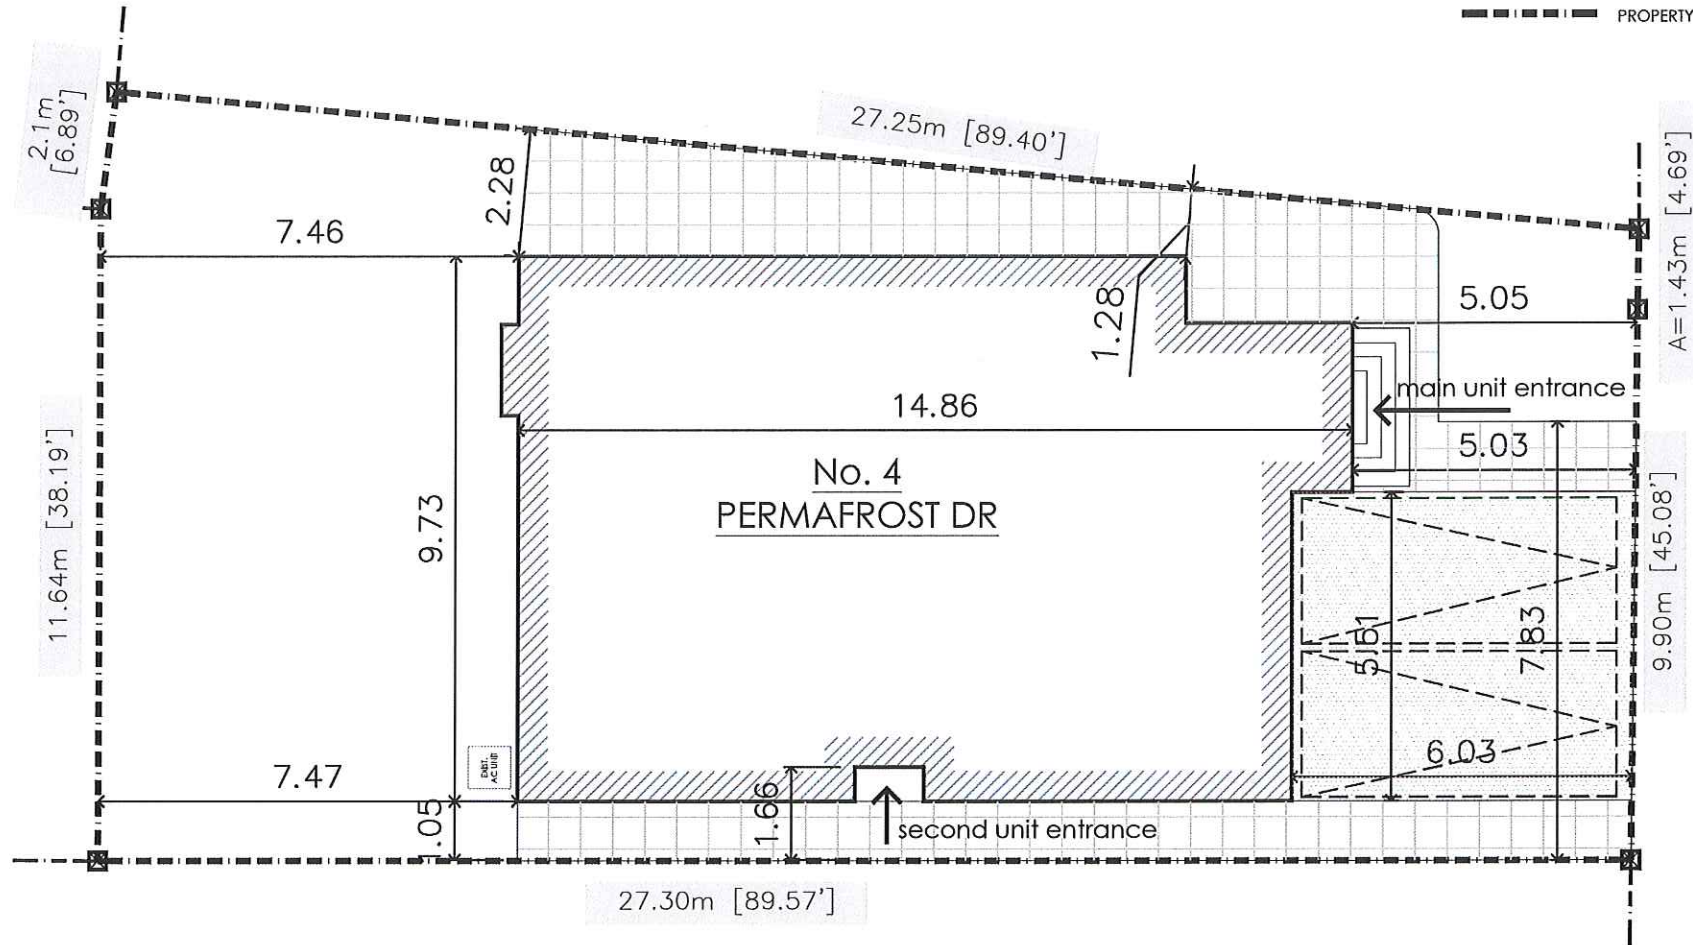 PROPERTY
2.1m
[6.89']
27.25m [89.40']
A=1.43m [4.69']
2.28
7.46
1.28
5.05
main unit entrance
14.86
5.03
No. 4
PERMAFROST DR
11.64m [38.19']
9.73
9.90m [45.08']
5.61
7.83
6.03
EXIST.
AC UNIT
7.47
1.05
1.66
second unit entrance
27.30m [89.57']